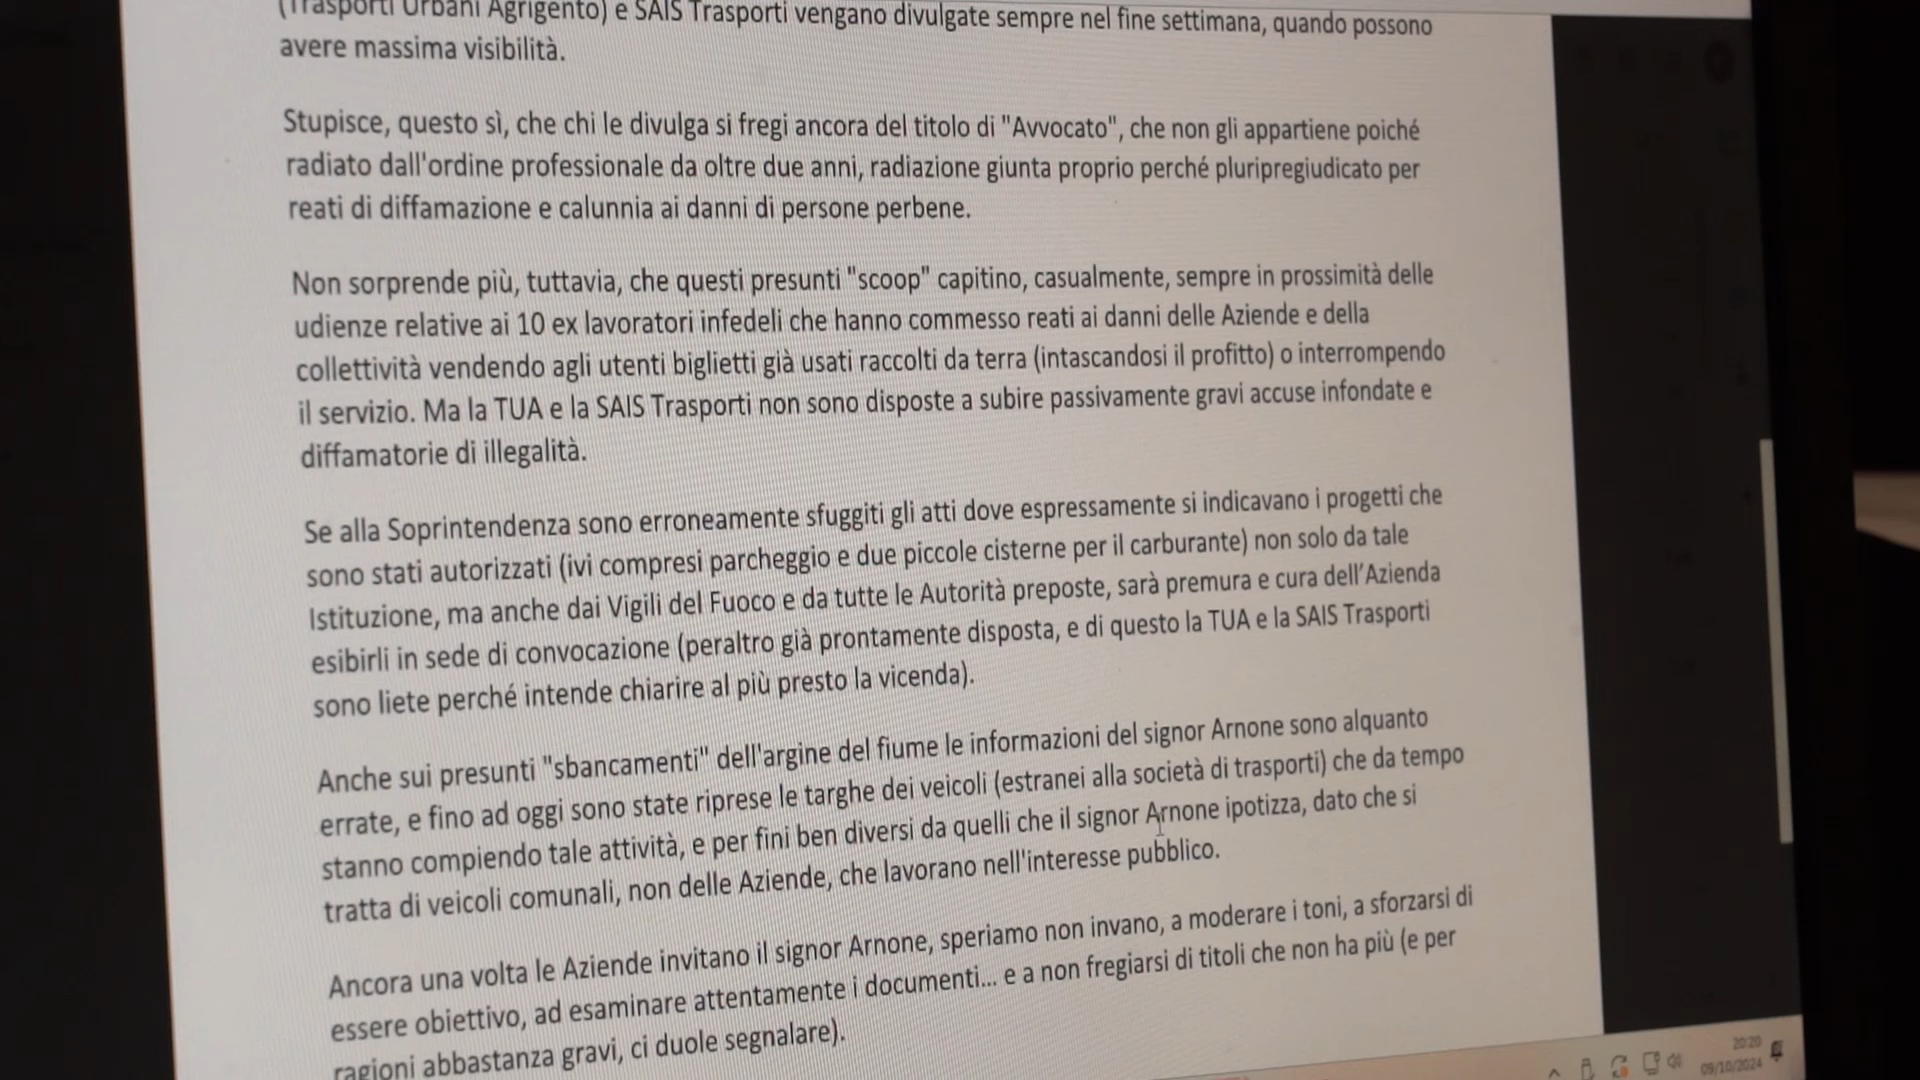 (Trasporti Urbani Agrigento) e SAIS Trasporti vengano divulgate sempre nel fine settimana, quando possono
avere massima visibilità.
Stupisce, questo sì, che chi le divulga si fregi ancora del titolo di "Avvocato", che non gli appartiene poiché
radiato dall'ordine professionale da oltre due anni, radiazione giunta proprio perché pluripregiudicato per
reati di diffamazione e calunnia ai danni di persone perbene.
Non sorprende più, tuttavia, che questi presunti "scoop" capitino, casualmente, sempre in prossimità delle
udienze relative ai 10 ex lavoratori infedeli che hanno commesso reati ai danni delle Aziende e della
collettività vendendo agli utenti biglietti già usati raccolti da terra (intascandosi il profitto) o interrompendo
il servizio. Ma la TUA e la SAIS Trasporti non sono disposte a subire passivamente gravi accuse infondate e
diffamatorie di illegalità.
Se alla Soprintendenza sono erroneamente sfuggiti gli atti dove espressamente si indicavano i progetti che
sono stati autorizzati (ivi compresi parcheggio e due piccole cisterne per il carburante) non solo da tale
Istituzione, ma anche dai Vigili del Fuoco e da tutte le Autorità preposte, sarà premura e cura dell’Azienda
esibirli in sede di convocazione (peraltro già prontamente disposta, e di questo la TUA e la SAIS Trasporti
sono liete perché intende chiarire al più presto la vicenda).
Anche sui presunti "sbancamenti" dell'argine del fiume le informazioni del signor Arnone sono alquanto
errate, e fino ad oggi sono state riprese le targhe dei veicoli (estranei alla società di trasporti) che da tempo
stanno compiendo tale attività, e per fini ben diversi da quelli che il signor Arnone ipotizza, dato che si
tratta di veicoli comunali, non delle Aziende, che lavorano nell'interesse pubblico.
Ancora una volta le Aziende invitano il signor Arnone, speriamo non invano, a moderare i toni, a sforzarsi di
essere obiettivo, ad esaminare attentamente i documenti... e a non fregiarsi di titoli che non ha più (e per
ragioni abbastanza gravi, ci duole segnalare).
20:20
09/10/2024